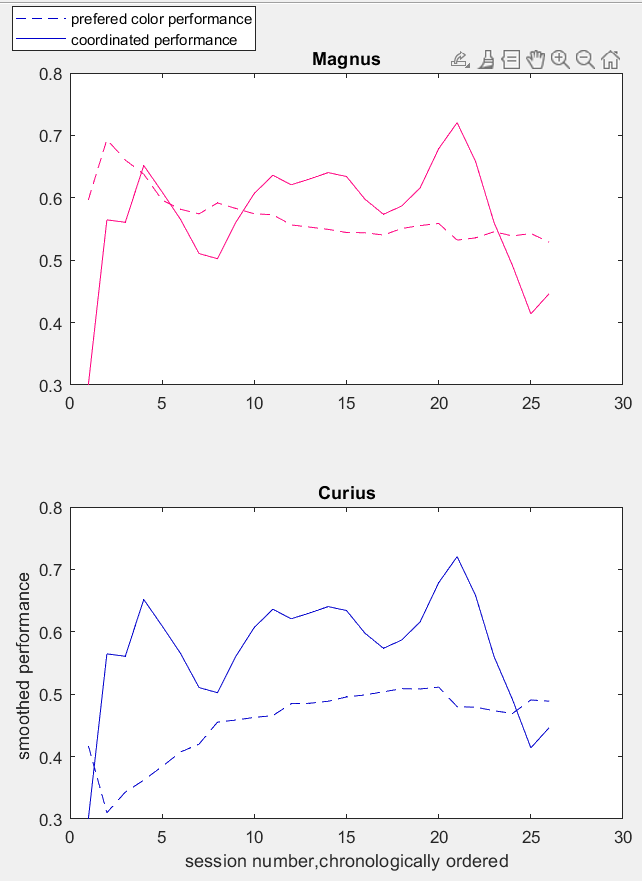 prefered color performance
coordinated performance
Magnus
0.8
0.7
0.6
0.5
0.4
0.3
0 5 10 15 20 25 30
Curius
0.8
0.7
0.6
0.5
0.4
0.3
smoothed performance
0 5 10 15 20 25 30
session number,chronologically ordered